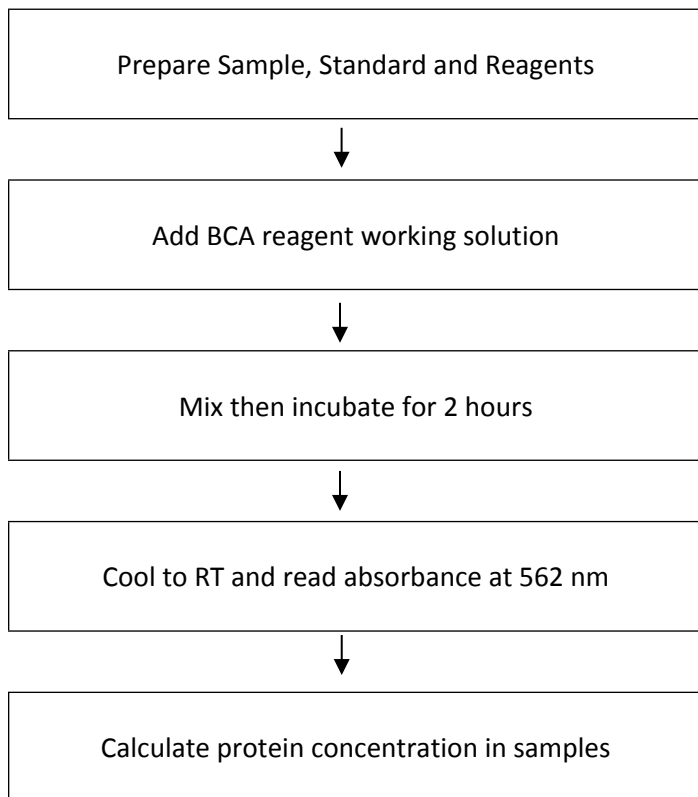 Prepare Sample, Standard and Reagents
Add BCA reagent working solution
Mix then incubate for 2 hours
Cool to RT and read absorbance at 562 nm
Calculate protein concentration in samples